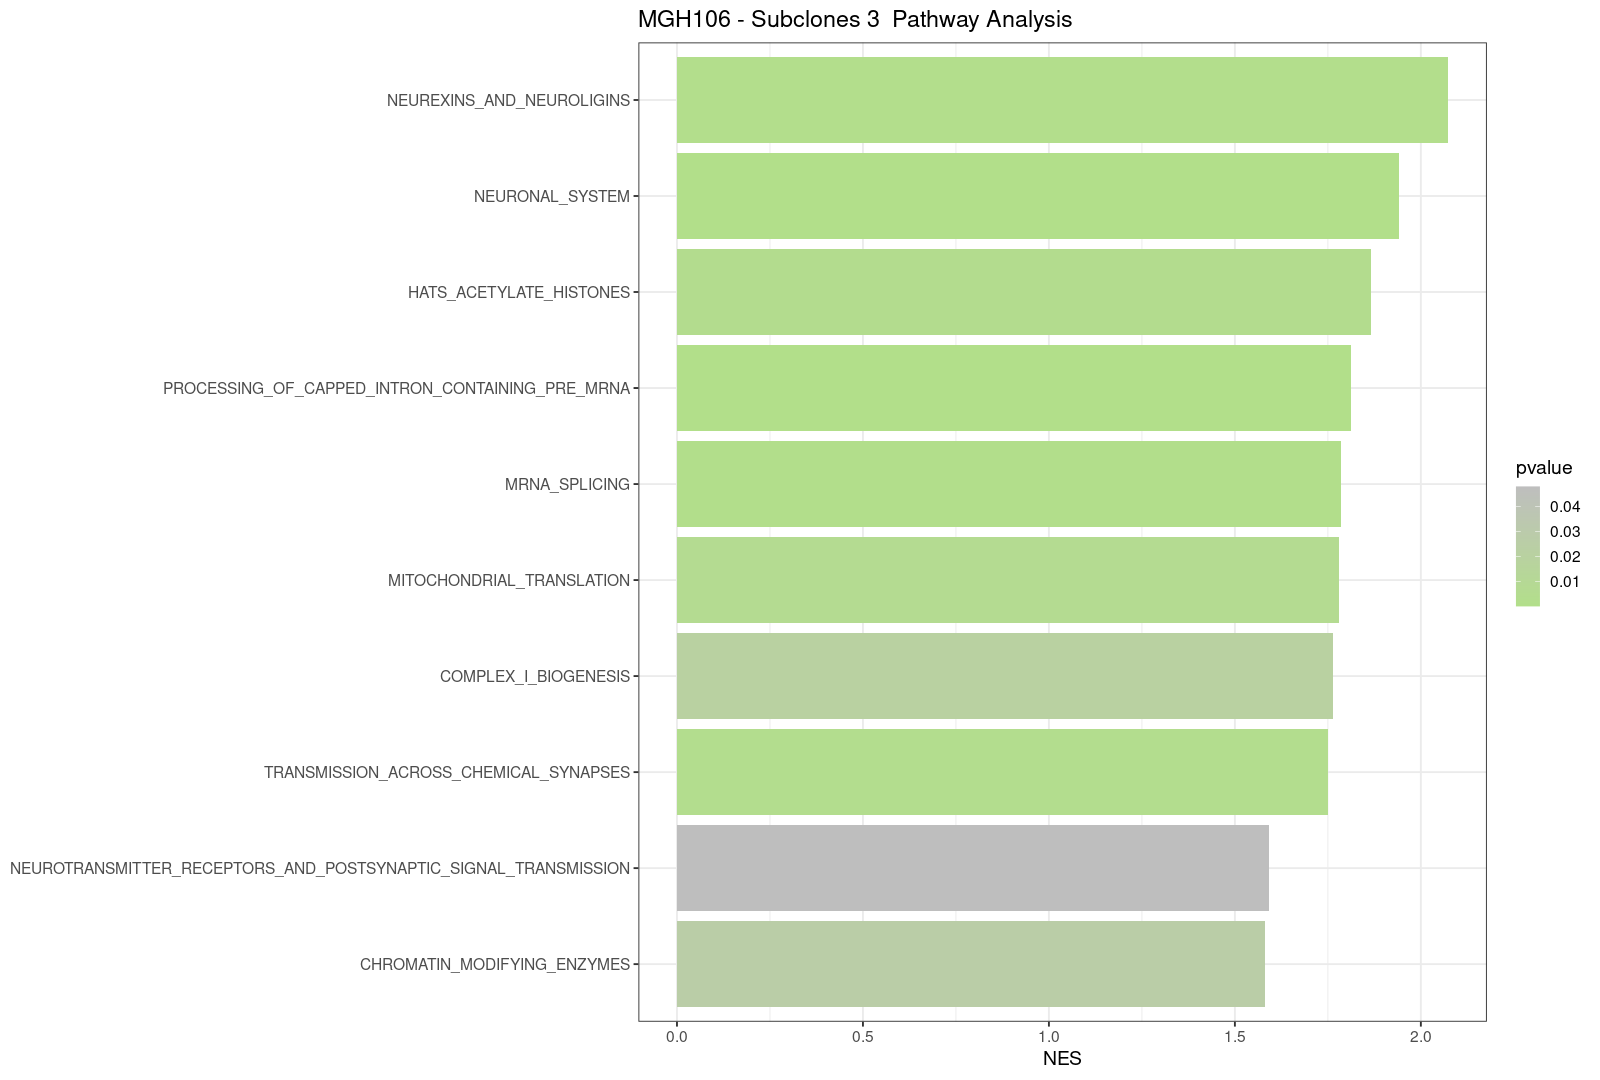 MGH106 - Subclones 3  Pathway Analysis
NEUREXINS_AND_NEUROLIGINS
NEURONAL_SYSTEM
HATS_ACETYLATE_HISTONES
PROCESSING_OF_CAPPED_INTRON_CONTAINING_PRE_MRNA
MRNA_SPLICING
MITOCHONDRIAL_TRANSLATION
COMPLEX_I_BIOGENESIS
TRANSMISSION_ACROSS_CHEMICAL_SYNAPSES
NEUROTRANSMITTER_RECEPTORS_AND_POSTSYNAPTIC_SIGNAL_TRANSMISSION
CHROMATIN_MODIFYING_ENZYMES
0.0 0.5 1.0 1.5 2.0
NES
pvalue
0.04
0.03
0.02
0.01